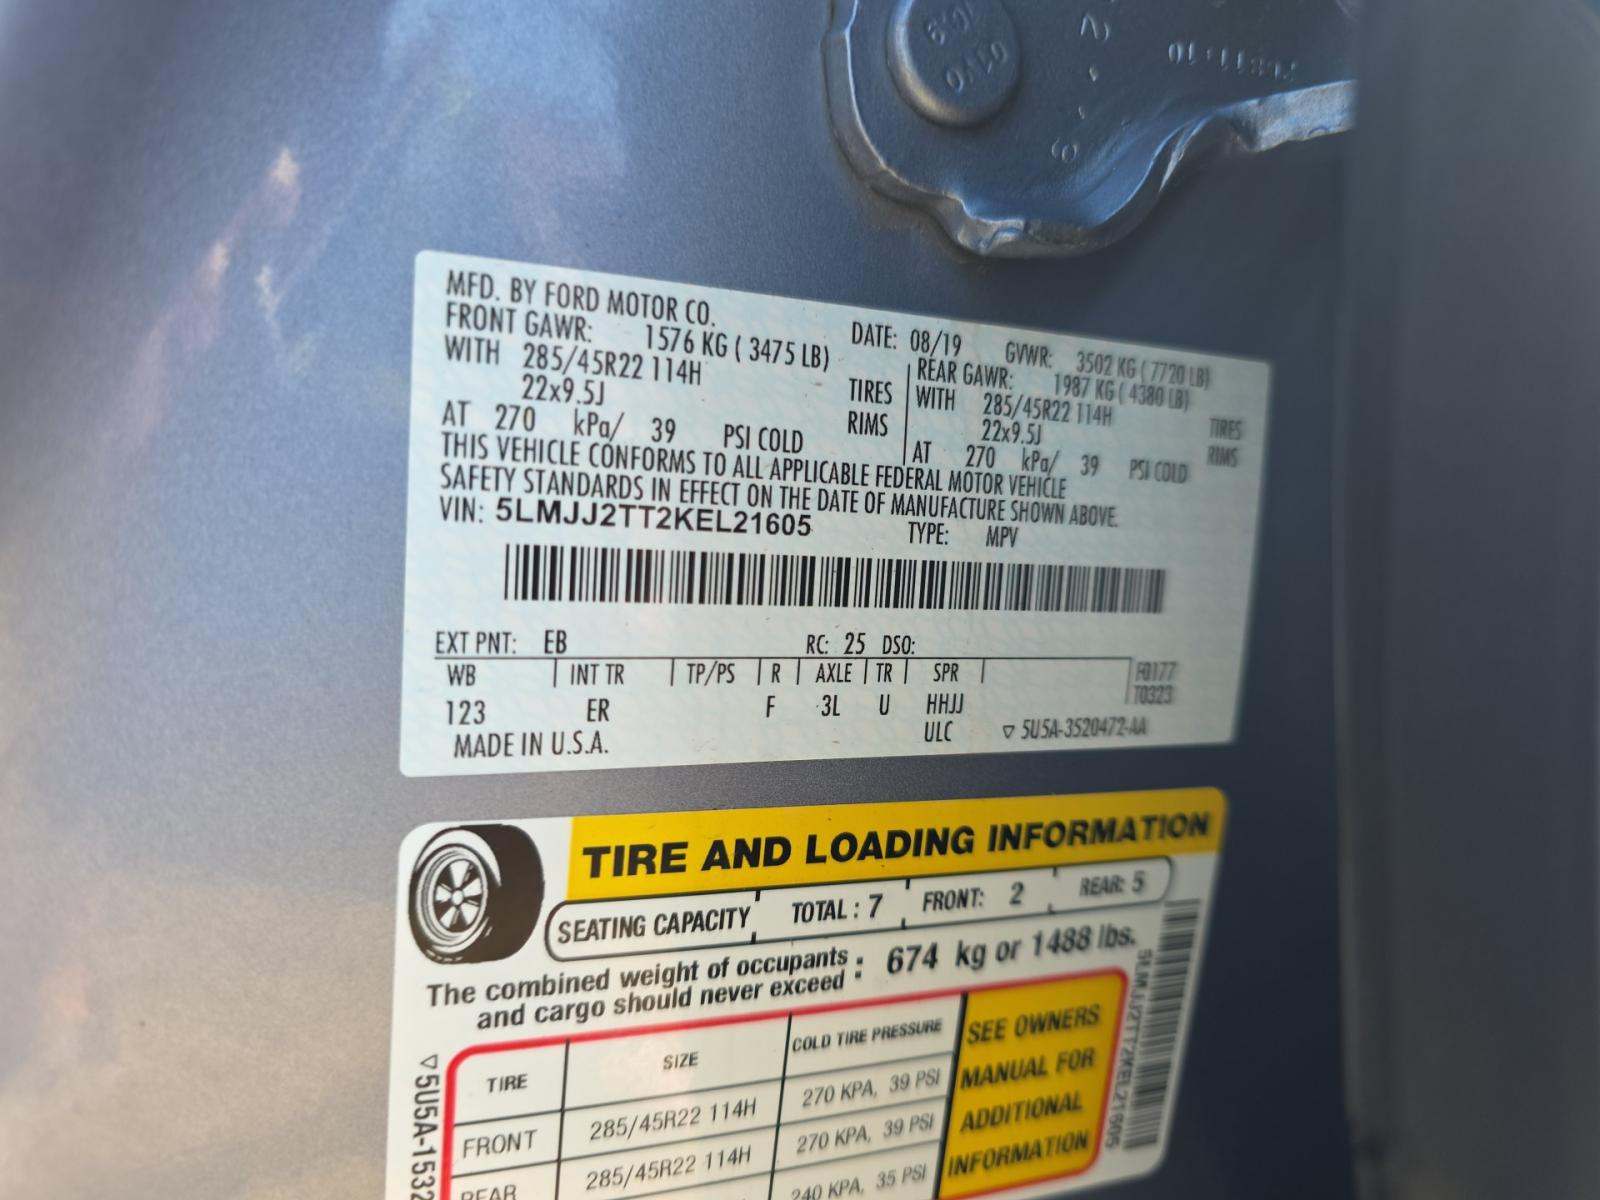 MFD. BY FORD MOTOR CO.
DATE: 08/19 GVWR: 3502 KG ( 7720 LB)
FRONT GAWR: 1576 KG ( 3475 LB) REAR GAWR: 1987 KG ( 4380 LB)
WITH 285/45R22 114H TIRES WITH 285/45R22 114H TIRES
22x9.5J RIMS 22x9.5J RIMS
AT 270 kPa/ 39 PSI COLD AT 270 kPa/ 39 PSI COLD
THIS VEHICLE CONFORMS TO ALL APPLICABLE FEDERAL MOTOR VEHICLE
SAFETY STANDARDS IN EFFECT ON THE DATE OF MANUFACTURE SHOWN ABOVE.
VIN: 5LMJJ2TT2KEL21605 TYPE: MPV
EXT PNT: EB RC: 25 DSO:
WB INT TR TP/PS R AXLE TR SPR F0177
T0323
123 ER F 3L U HHJJ
ULC ▽ 5U5A-3520472-AA
MADE IN U.S.A.
TIRE AND LOADING INFORMATION
SEATING CAPACITY TOTAL : 7 FRONT: 2 REAR: 5
The combined weight of occupants
and cargo should never exceed : 674 kg or 1488 lbs.
TIRE SIZE COLD TIRE PRESSURE
FRONT 285/45R22 114H 270 KPA, 39 PSI
REAR 285/45R22 114H 270 KPA, 39 PSI
240 KPA, 35 PSI
SEE OWNERS
MANUAL FOR
ADDITIONAL
INFORMATION
5LMJJ2TT2KEL21605
▽5U5A-1532